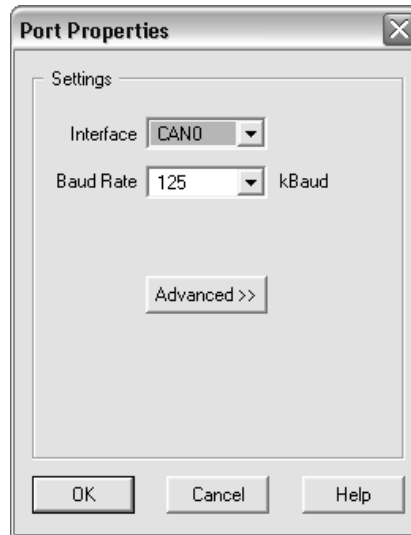 Port Properties
Settings
Interface CAN0
Baud Rate 125 kBaud
Advanced >>
OK Cancel Help